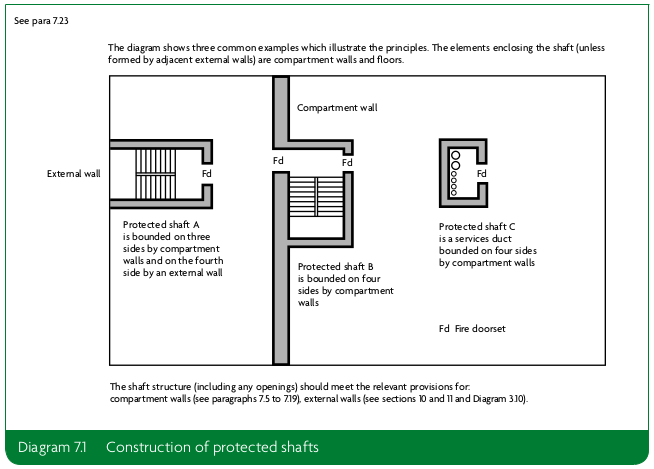 See para 7.23
The diagram shows three common examples which illustrate the principles. The elements enclosing the shaft (unless
formed by adjacent external walls) are compartment walls and floors.
Compartment wall
Fd
Fd
External wall
Fd
Fd
Protected shaft A
is bounded on three
sides by compartment
walls and on the fourth
side by an external wall
Protected shaft B
is bounded on four
sides by compartment
walls
Protected shaft C
is a services duct
bounded on four sides
by compartment walls
Fd Fire doorset
The shaft structure (including any openings) should meet the relevant provisions for:
compartment walls (see paragraphs 7.5 to 7.19), external walls (see sections 10 and 11 and Diagram 3.10).
Diagram 7.1 Construction of protected shafts